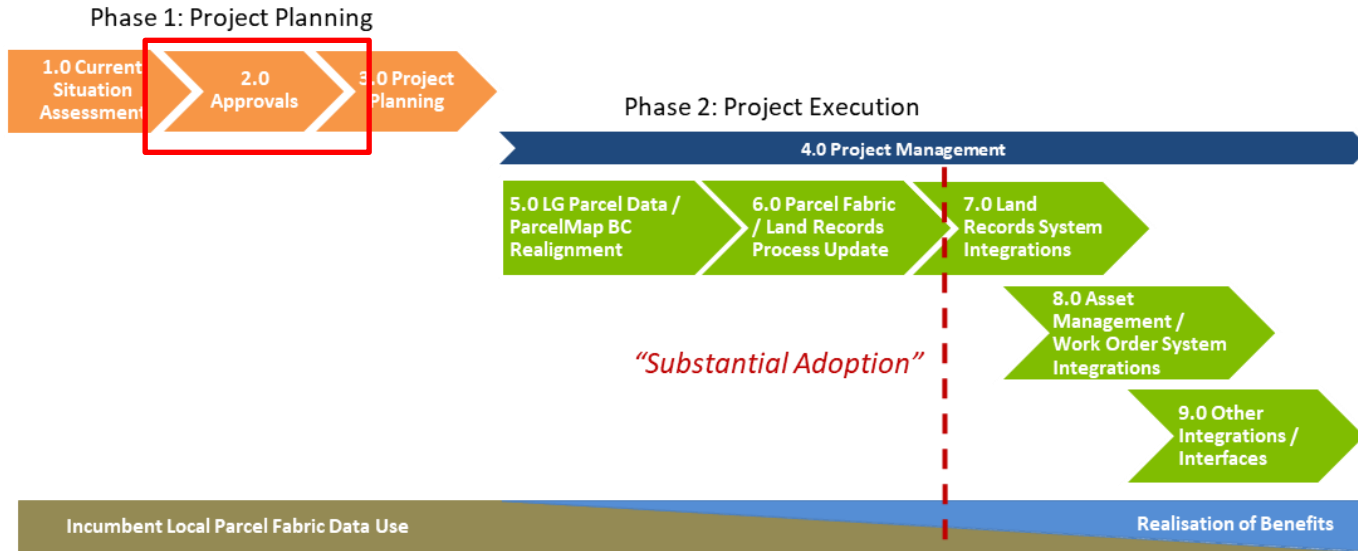 Phase 1: Project Planning
1.0 Current
Situation
Assessment
2.0
Approvals
3.0 Project
Planning
Phase 2: Project Execution
4.0 Project Management
5.0 LG Parcel Data /
ParcelMap BC
Realignment
6.0 Parcel Fabric
/ Land Records
Process Update
7.0 Land
Records System
Integrations
8.0 Asset
Management /
Work Order System
Integrations
“Substantial Adoption”
9.0 Other
Integrations /
Interfaces
Incumbent Local Parcel Fabric Data Use
Realisation of Benefits